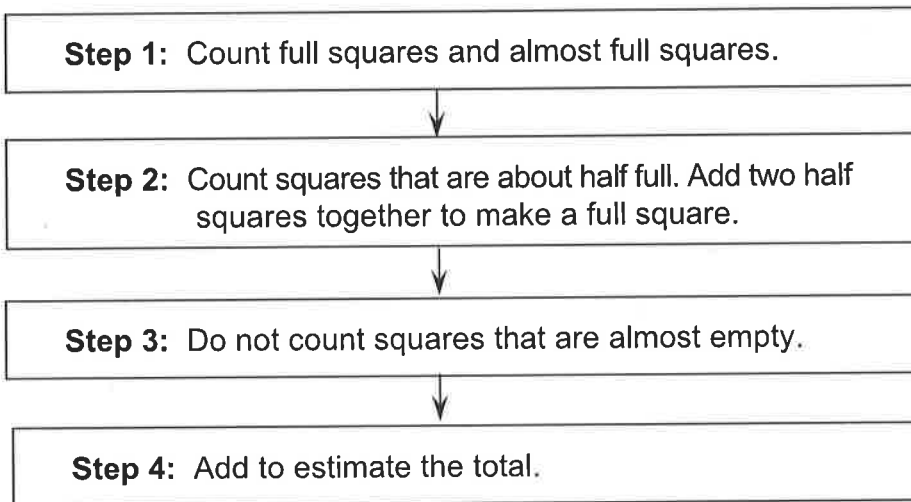 Step 1: Count full squares and almost full squares.
Step 2: Count squares that are about half full. Add two half
squares together to make a full square.
Step 3: Do not count squares that are almost empty.
Step 4: Add to estimate the total.